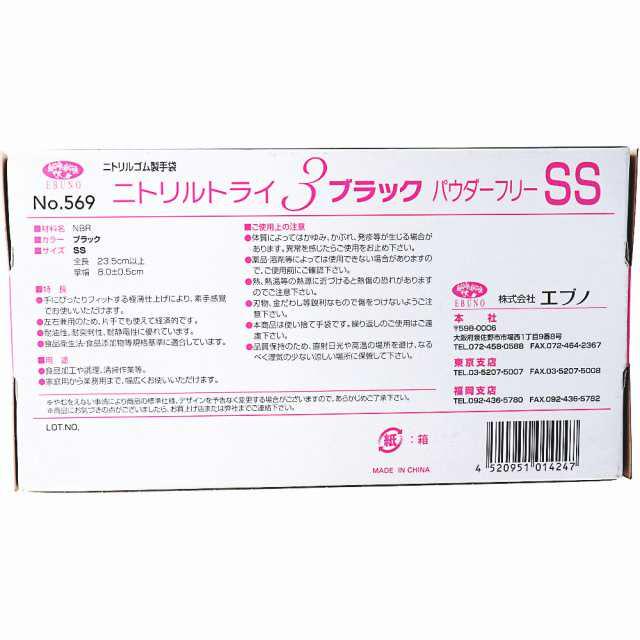 EBUNO
ニトリルゴム製手袋
No.569
ニトリルトライ3ブラック パウダーフリー SS
■材料名 NBR
■カラー ブラック
■サイズ SS
全長 23.5cm以上
掌幅 8.0±0.5cm
■特 長
●手にぴったりフィットする極薄仕上げにより、素手感覚
でお使いいただけます。
●左右兼用のため、片手でも使えて経済的です。
●耐油性、耐突刺性、耐静電性に優れています。
●食品衛生法・食品添加物等規格基準に適合しています。
■用 途
●食品加工や調理、清掃作業等。
●家庭用から業務用まで、幅広くお使いいただけます。
■ご使用上の注意
●体質によってはかゆみ、かぶれ、発疹等が生じる場合が
あります。異常を感じたらご使用をお止め下さい。
●薬品・溶剤等によっては使用できない場合がありますの
で、ご使用前にご確認下さい。
●熱、熱温等の熱源に近づけると熱傷の恐れがあります
のでご注意下さい。
●刃物、金だわし等鋭利なもので傷をつけないようご注
意下さい。
●本商品は使い捨て手袋です。繰り返しのご使用はご遠
慮下さい。
●品質保持のため、直射日光や高温の場所を避け、なる
べく湿気の少ない涼しい場所に保管して下さい。
EBUNO 株式会社 エブノ
本 社
〒598-0006
大阪府泉佐野市市場西1丁目9番8号
TEL.072-458-0588 FAX.072-464-2367
東京支店
TEL.03-5207-5007 FAX.03-5207-5008
福岡支店
TEL.092-436-5780 FAX.092-436-5782
※やむをえない事情により商品の標準仕様、デザインを予告なく変更する場合がございますので、あらかじめご了承下さい。
※商品にお気づきの点がございましたら、お買上げ店または弊社までご連絡下さい。
LOT.NO.
紙:箱
MADE IN CHINA
4 520951 014247